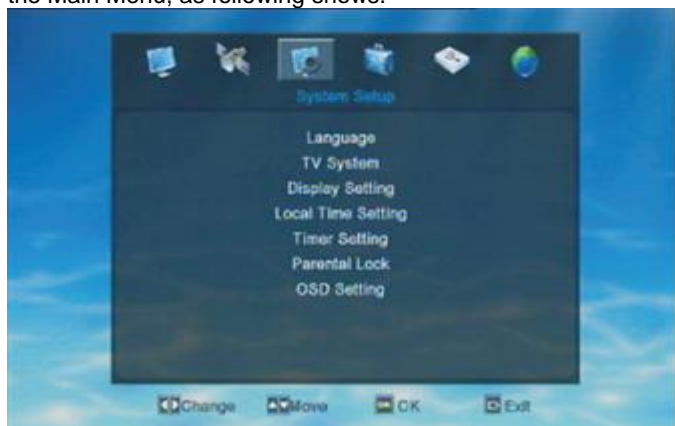 the Main Menu, as following shows:
System Setup
Language
TV System
Display Setting
Local Time Setting
Timer Setting
Parental Lock
OSD Setting
Change Move OK Exit